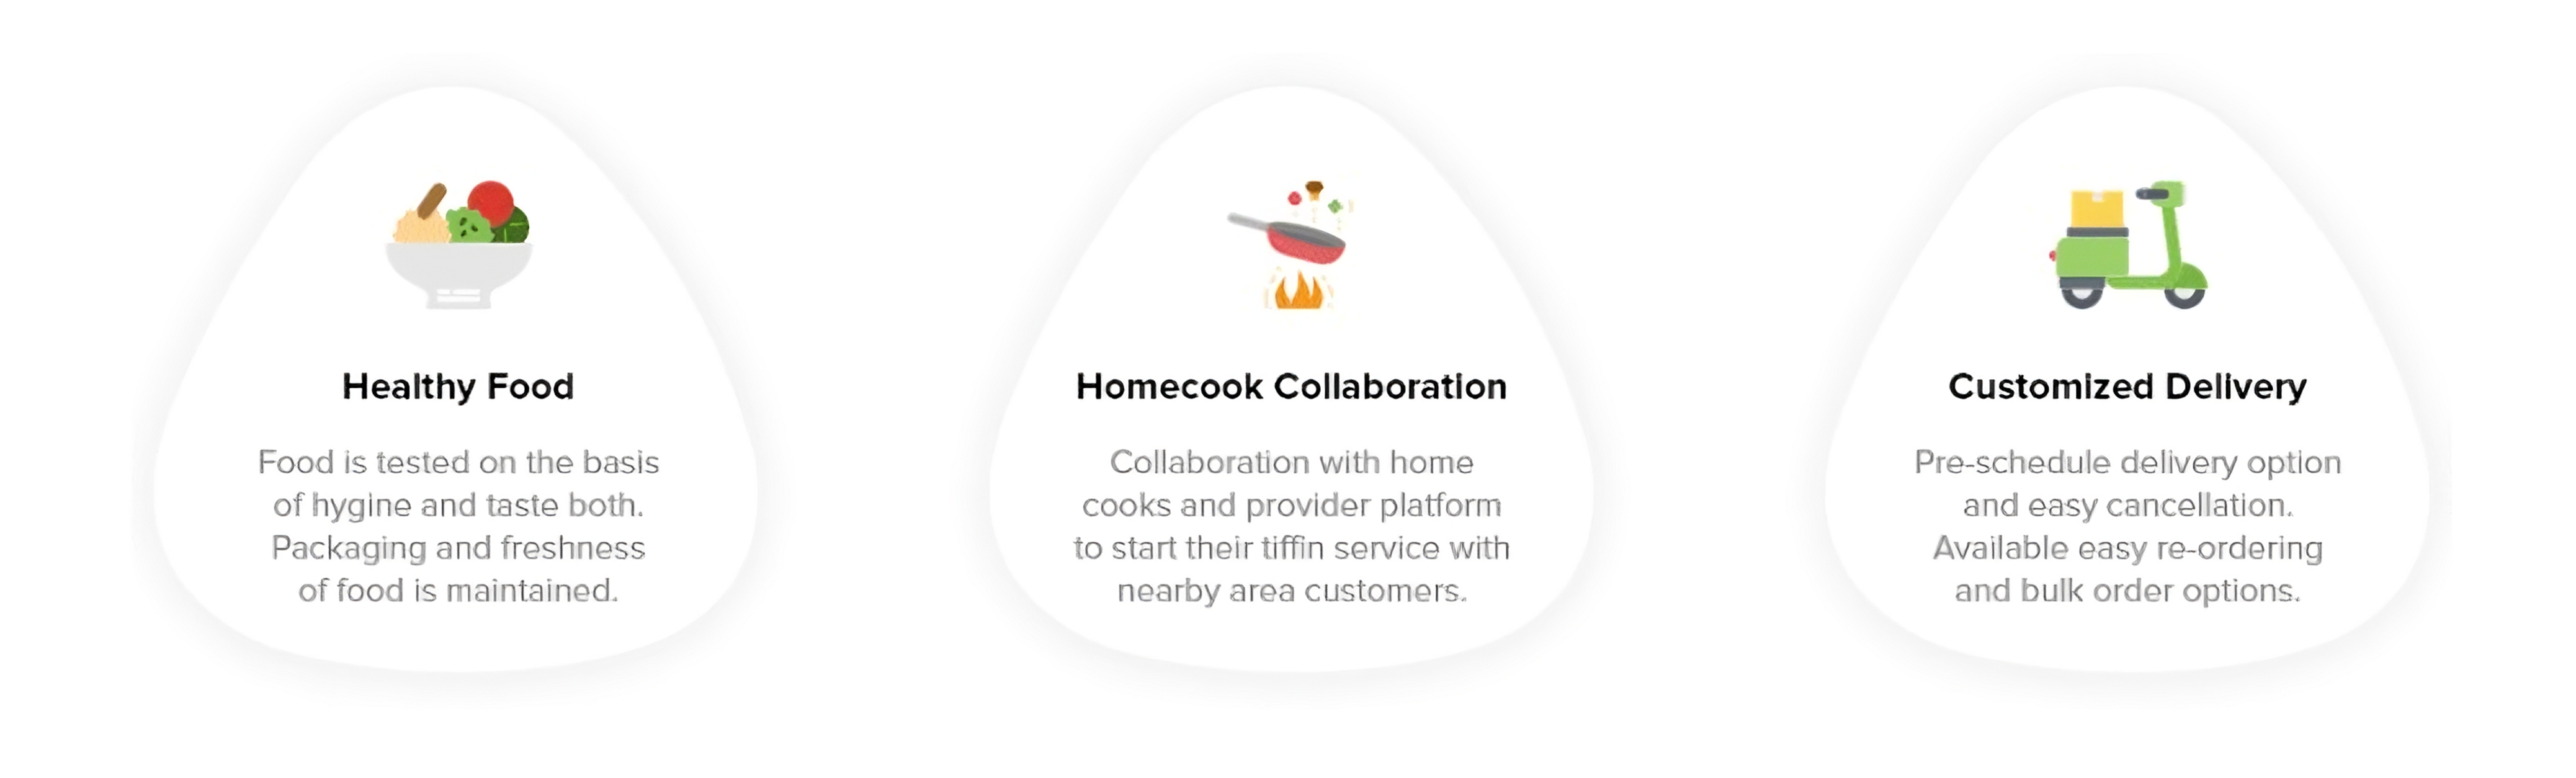 Healthy Food
Food is tested on the basis
of hygine and taste both.
Packaging and freshness
of food is maintained.
Homecook Collaboration
Collaboration with home
cooks and provider platform
to start their tiffin service with
nearby area customers.
Customized Delivery
Pre-schedule delivery option
and easy cancellation.
Available easy re-ordering
and bulk order options.